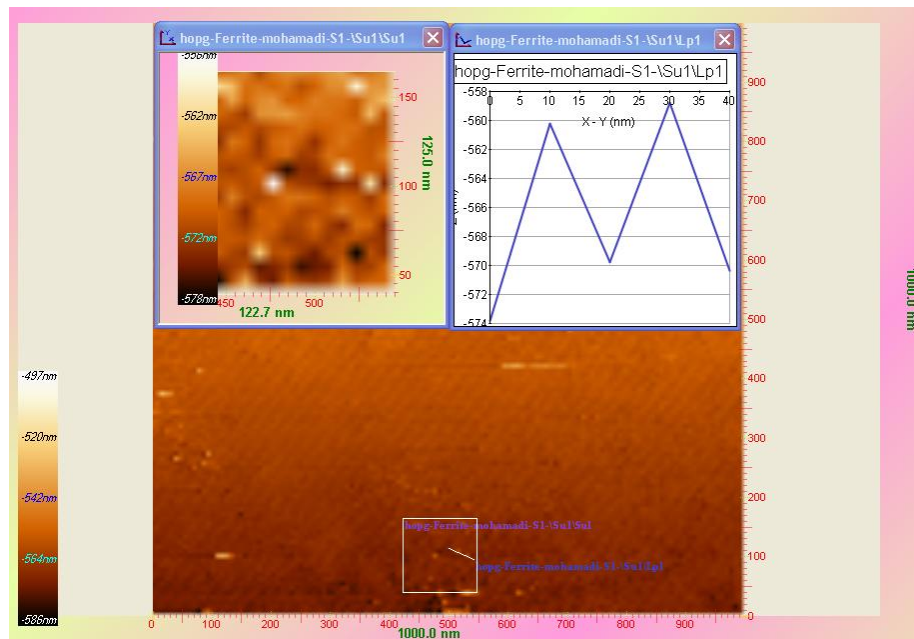 hopg-Ferrite-mohamadi-S1-\Su1\Su1
-556nm
-562nm
-567nm
-572nm
-578nm
150
100
50
125.0 nm
450
500
122.7 nm
hopg-Ferrite-mohamadi-S1-\Su1\Lp1
hopg-Ferrite-mohamadi-S1-\Su1\Lp1
-558
-560
-562
-564
-566
-568
-570
-572
-574
0 5 10 15 20 25 30 35 40
X - Y (nm)
900
800
700
600
500
400
300
200
100
0
1000.0 nm
-497nm
-520nm
-542nm
-564nm
-586nm
hopg-Ferrite-mohamadi-S1-\Su1\Su1
hopg-Ferrite-mohamadi-S1-\Su1\Lp1
0 100 200 300 400 500 600 700 800 900
1000.0 nm